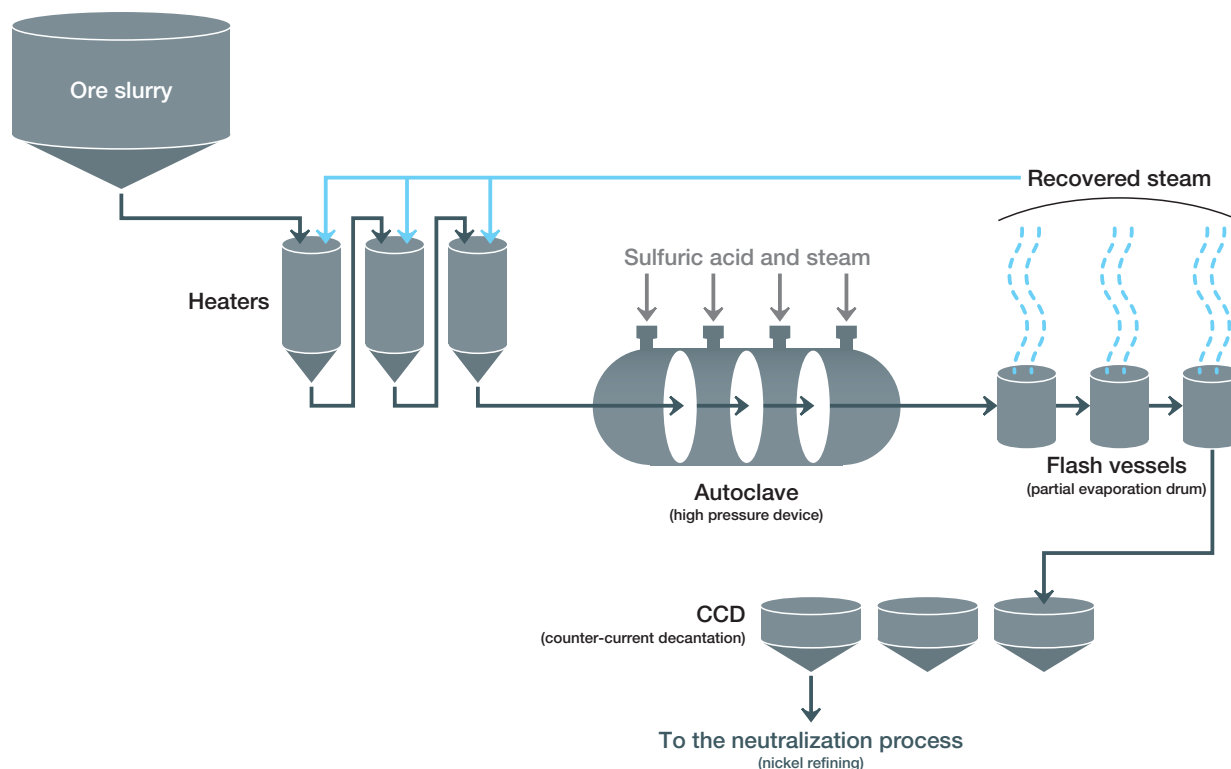 Ore slurry
Recovered steam
Sulfuric acid and steam
Heaters
Autoclave
(high pressure device)
Flash vessels
(partial evaporation drum)
CCD
(counter-current decantation)
To the neutralization process
(nickel refining)